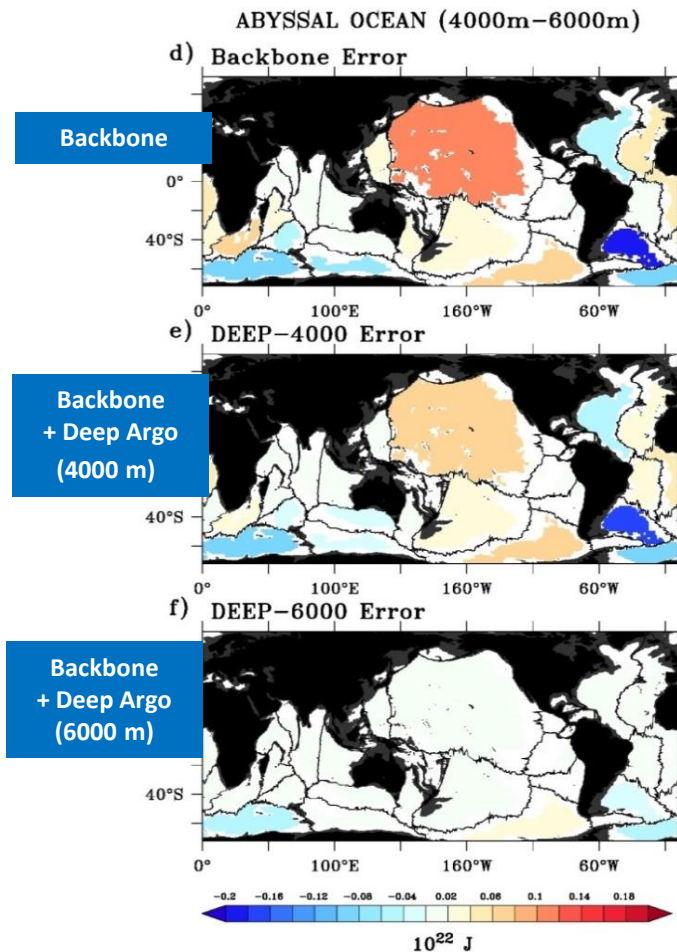 ABYSSAL OCEAN (4000m−6000m)
d) Backbone Error
Backbone
0°
40°S
0° 100°E 160°W 60°W
e) DEEP−4000 Error
Backbone
+ Deep Argo
(4000 m)
40°S
0° 100°E 160°W 60°W
f) DEEP−6000 Error
Backbone
+ Deep Argo
(6000 m)
40°S
0° 100°E 160°W 60°W
−0.2 −0.16 −0.12 −0.08 −0.04 0.02 0.06 0.1 0.14 0.18
10²² J